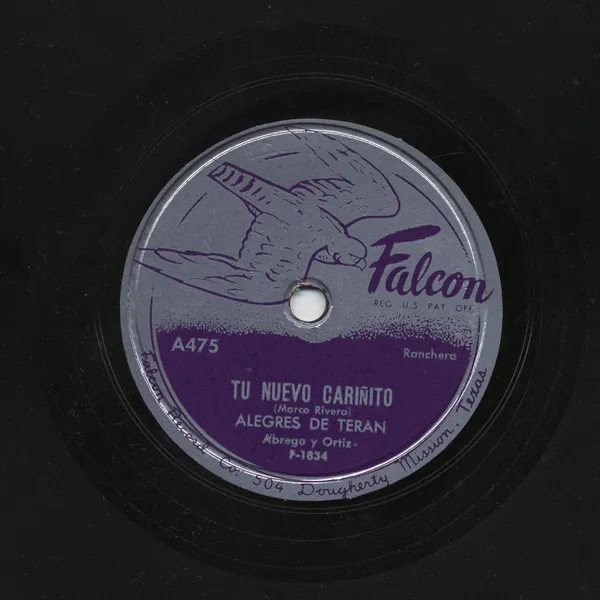 Falcon
REG. U.S. PAT. OFF.
A475
Ranchera
TU NUEVO CARIÑITO
(Marco Rivera)
ALEGRES DE TERAN
Abrego y Ortiz-
F-1834
Falcon Record Co. 504 Dougherty Mission, Texas